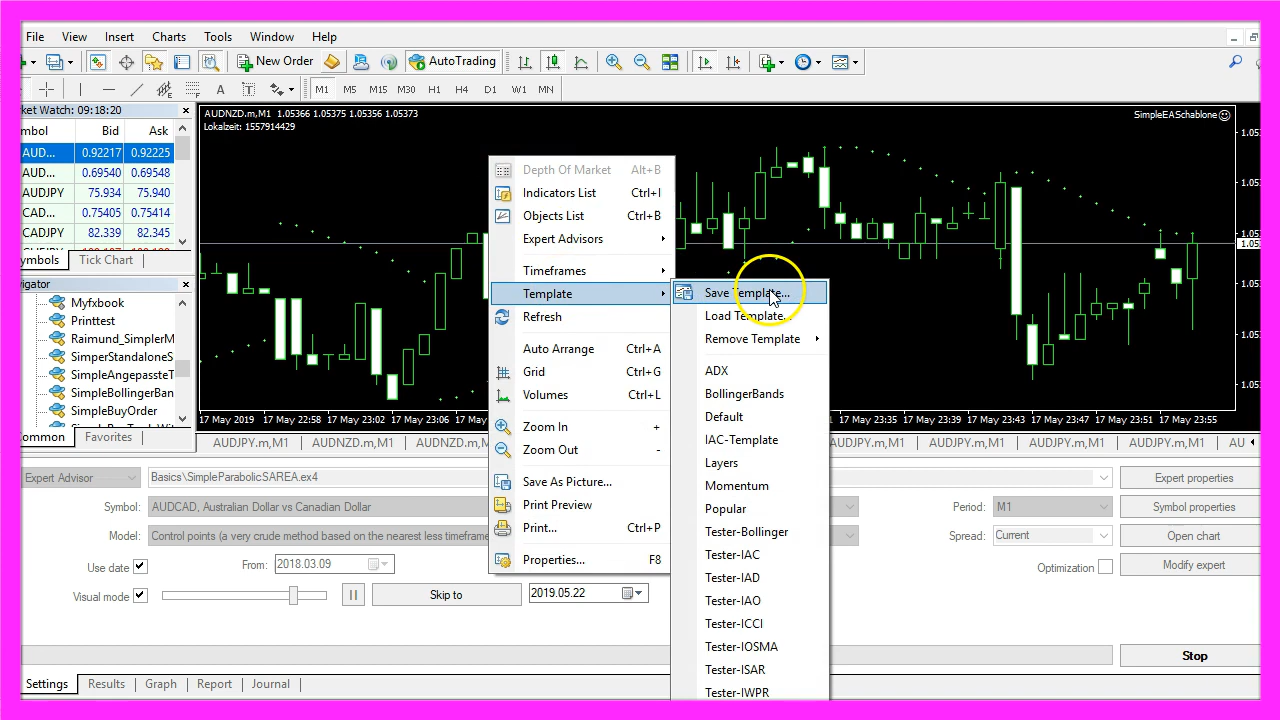 File View Insert Charts Tools Window Help
New Order AutoTrading
A T M1 M5 M15 M30 H1 H4 D1 W1 MN
rket Watch: 09:18:20
mbol Bid Ask
AUD... 0.92217 0.92225
AUD... 0.69540 0.69548
AUDJPY 75.934 75.940
CAD... 0.75405 0.75414
CADJPY 82.339 82.345
ymbols Tick Chart
vigator
Myfxbook
Printtest
Raimund_SimplerM
SimperStandaloneS
SimpleAngepassteT
SimpleBollingerBan
SimpleBuyOrder
ommon Favorites
AUDNZD.m,M1 1.05366 1.05375 1.05356 1.05373
Lokalzeit: 1557914429
SimpleEASchablone
1.05
1.05
1.05
1.05
1.05
1.05
17 May 2019 17 May 22:58 17 May 23:02 17 May 23:06 17 May 23:35 17 May 23:39 17 May 23:43 17 May 23:47 17 May 23:51 17 May 23:55
AUDJPY.m,M1 AUDNZD.m,M1 AUDNZD.m,M AUDJPY.m,M1 AUDJPY.m,M1 AUDJPY.m,M1 AUDJPY.m,M1 AU
Depth Of Market Alt+B
Indicators List Ctrl+I
Objects List Ctrl+B
Expert Advisors
Timeframes
Template
Refresh
Auto Arrange Ctrl+A
Grid Ctrl+G
Volumes Ctrl+L
Zoom In +
Zoom Out -
Save As Picture...
Print Preview
Print... Ctrl+P
Properties... F8
Save Template...
Load Template...
Remove Template
ADX
BollingerBands
Default
IAC-Template
Layers
Momentum
Popular
Tester-Bollinger
Tester-IAC
Tester-IAD
Tester-IAO
Tester-ICCI
Tester-IOSMA
Tester-ISAR
Tester-IWPR
Expert Advisor Basics\SimpleParabolicSAREA.ex4 Expert properties
Symbol: AUDCAD, Australian Dollar vs Canadian Dollar Period: M1 Symbol properties
Model: Control points (a very crude method based on the nearest less timeframe Spread: Current Open chart
Use date From: 2018.03.09 Optimization Modify expert
Visual mode Skip to 2019.05.22
Stop
Settings Results Graph Report Journal